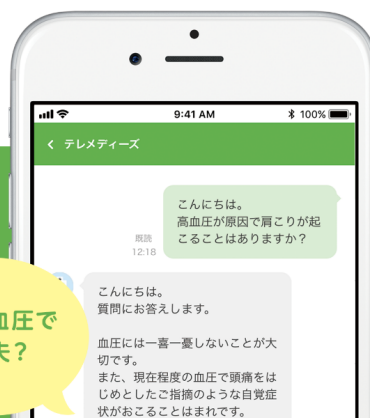 9:41 AM
100%
テレメディーズ
こんにちは。
高血圧が原因で肩こりが起
こることはありますか？
既読
12:18
こんにちは。
質問にお答えします。
血圧には一喜一憂しないことが大
切です。
また、現在程度の血圧で頭痛をは
じめとしたご指摘のような自覚症
状がおこることはまれです。
血圧で
夫？